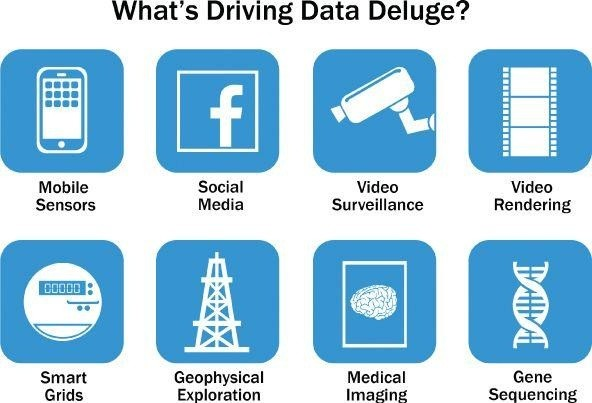 What's Driving Data Deluge?
Mobile
Sensors
Social
Media
Video
Surveillance
Video
Rendering
00000
Smart
Grids
Geophysical
Exploration
Medical
Imaging
Gene
Sequencing